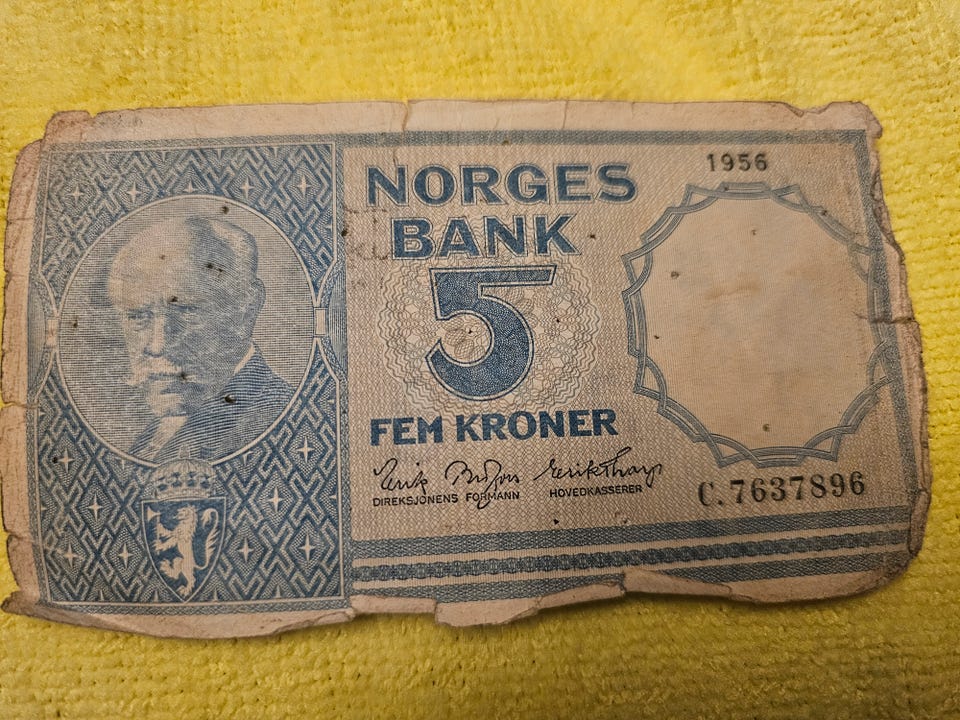 1956
NORGES
BANK
5
FEM KRONER
DIREKSJONENS FORMANN
HOVEDKASSERER
C.7637896